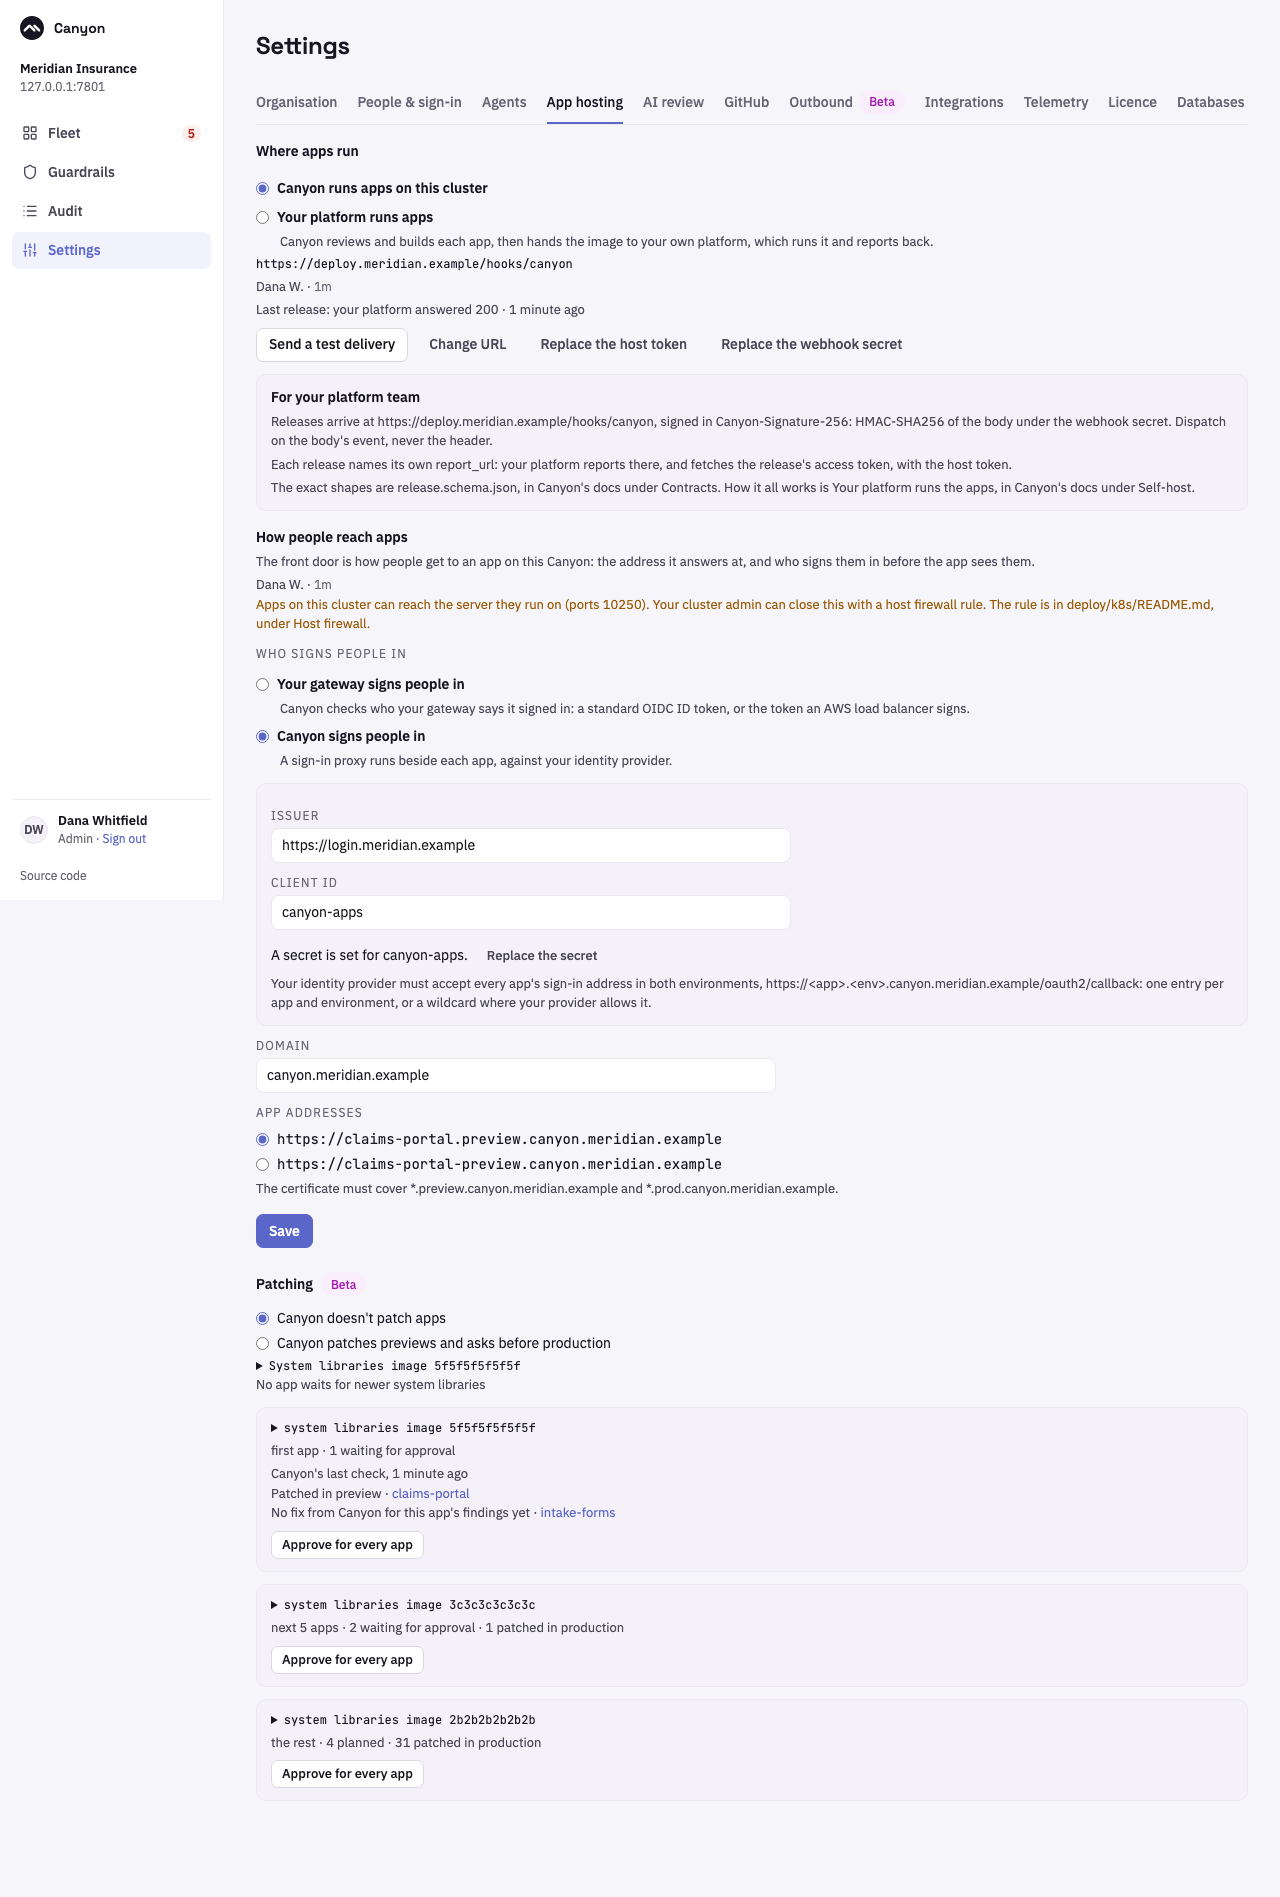 Canyon
Meridian Insurance
127.0.0.1:7801
Fleet 5
Guardrails
Audit
Settings
Dana Whitfield
DW
Admin · Sign out
Source code
Settings
Organisation People & sign-in Agents App hosting AI review GitHub Outbound Beta Integrations Telemetry Licence Databases
Where apps run
Canyon runs apps on this cluster
Your platform runs apps
Canyon reviews and builds each app, then hands the image to your own platform, which runs it and reports back.
https://deploy.meridian.example/hooks/canyon
Dana W. · 1m
Last release: your platform answered 200 · 1 minute ago
Send a test delivery Change URL Replace the host token Replace the webhook secret
For your platform team
Releases arrive at https://deploy.meridian.example/hooks/canyon, signed in Canyon-Signature-256: HMAC-SHA256 of the body under the webhook secret. Dispatch
on the body's event, never the header.
Each release names its own report_url: your platform reports there, and fetches the release's access token, with the host token.
The exact shapes are release.schema.json, in Canyon's docs under Contracts. How it all works is Your platform runs the apps, in Canyon's docs under Self-host.
How people reach apps
The front door is how people get to an app on this Canyon: the address it answers at, and who signs them in before the app sees them.
Dana W. · 1m
Apps on this cluster can reach the server they run on (ports 10250). Your cluster admin can close this with a host firewall rule. The rule is in deploy/k8s/README.md,
under Host firewall.
WHO SIGNS PEOPLE IN
Your gateway signs people in
Canyon checks who your gateway says it signed in: a standard OIDC ID token, or the token an AWS load balancer signs.
Canyon signs people in
A sign-in proxy runs beside each app, against your identity provider.
ISSUER
https://login.meridian.example
CLIENT ID
canyon-apps
A secret is set for canyon-apps. Replace the secret
Your identity provider must accept every app's sign-in address in both environments, https://<app>.<env>.canyon.meridian.example/oauth2/callback: one entry per
app and environment, or a wildcard where your provider allows it.
DOMAIN
canyon.meridian.example
APP ADDRESSES
https://claims-portal.preview.canyon.meridian.example
https://claims-portal-preview.canyon.meridian.example
The certificate must cover *.preview.canyon.meridian.example and *.prod.canyon.meridian.example.
Save
Patching Beta
Canyon doesn't patch apps
Canyon patches previews and asks before production
System libraries image 5f5f5f5f5f5f
No app waits for newer system libraries
system libraries image 5f5f5f5f5f5f
first app · 1 waiting for approval
Canyon's last check, 1 minute ago
Patched in preview · claims-portal
No fix from Canyon for this app's findings yet · intake-forms
Approve for every app
system libraries image 3c3c3c3c3c3c
next 5 apps · 2 waiting for approval · 1 patched in production
Approve for every app
system libraries image 2b2b2b2b2b2b
the rest · 4 planned · 31 patched in production
Approve for every app